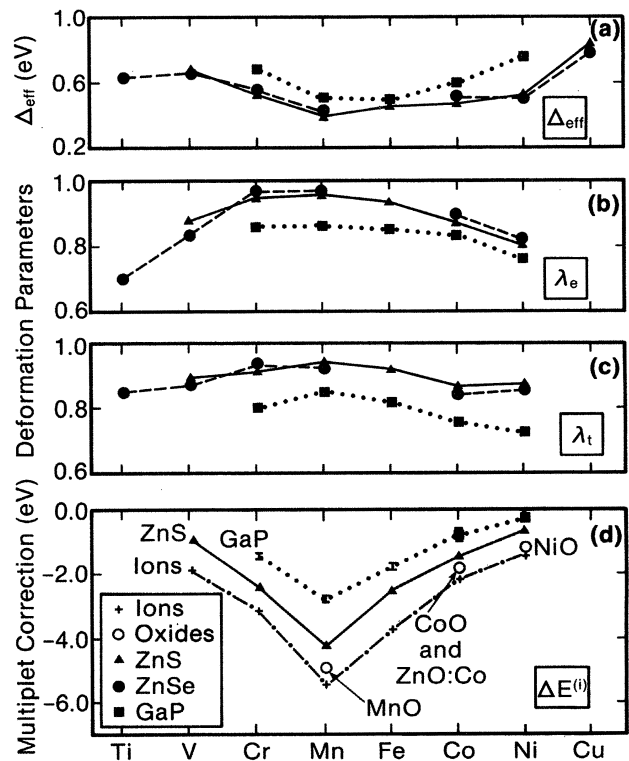 1.0
(a)
Δeff (eV)
0.6
Δeff
0.2
1.0
(b)
0.8
λe
0.6
Deformation Parameters
1.0
(c)
0.8
λt
0.6
Multiplet Correction (eV)
0.0
ZnS
GaP
(d)
Ions
NiO
-2.0
+ Ions
CoO
○ Oxides
and
-4.0
▲ ZnS
ZnO:Co
● ZnSe
ΔE(i)
-6.0
■ GaP
MnO
Ti V Cr Mn Fe Co Ni Cu